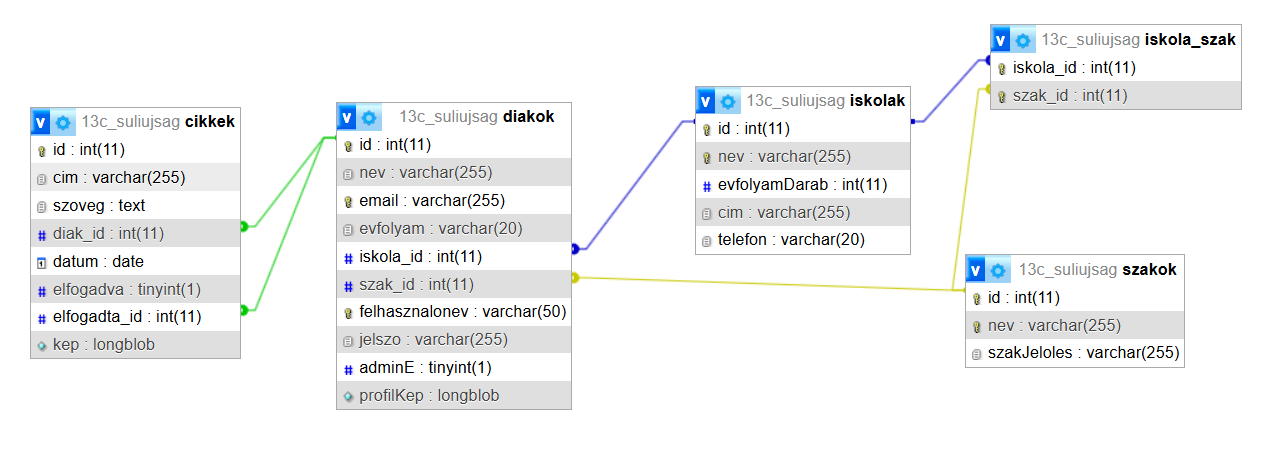 13c_suliujsag cikkek
id : int(11)
cim : varchar(255)
szoveg : text
diak_id : int(11)
datum : date
elfogadva : tinyint(1)
elfogadta_id : int(11)
kep : longblob
13c_suliujsag diakok
id : int(11)
nev : varchar(255)
email : varchar(255)
evfolyam : varchar(20)
iskola_id : int(11)
szak_id : int(11)
felhasznalonev : varchar(50)
jelszo : varchar(255)
adminE : tinyint(1)
profilKep : longblob
13c_suliujsag iskolak
id : int(11)
nev : varchar(255)
evfolyamDarab : int(11)
cim : varchar(255)
telefon : varchar(20)
13c_suliujsag iskola_szak
iskola_id : int(11)
szak_id : int(11)
13c_suliujsag szakok
id : int(11)
nev : varchar(255)
szakJeloles : varchar(255)